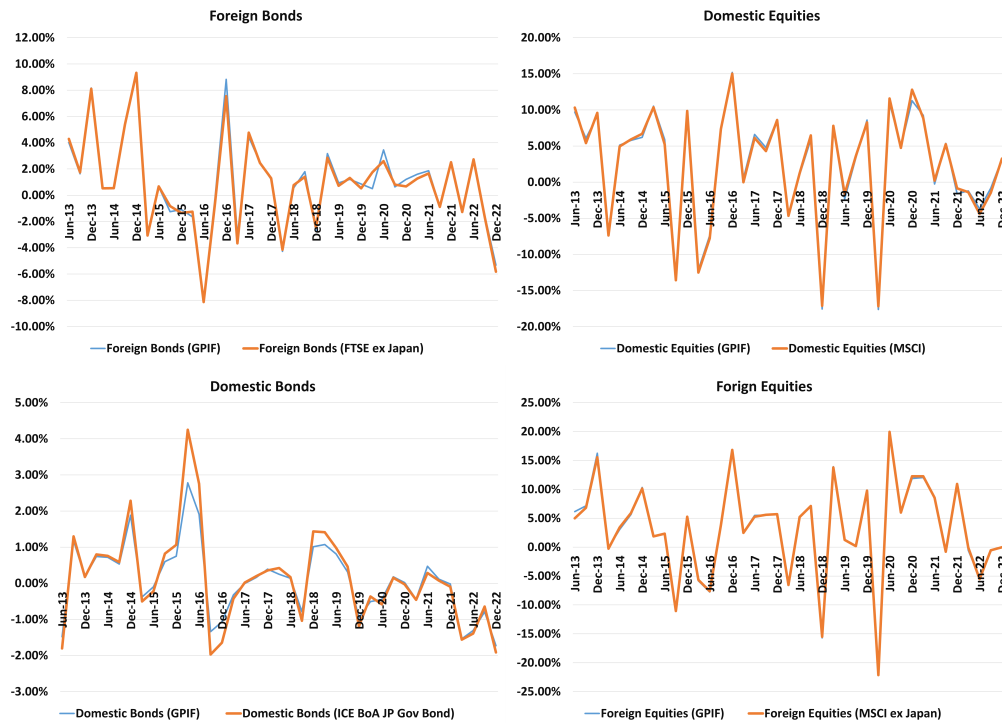 Foreign Bonds
12.00%
10.00%
8.00%
6.00%
4.00%
2.00%
0.00%
-2.00%
-4.00%
-6.00%
-8.00%
-10.00%
Jun-13
Dec-13
Jun-14
Dec-14
Jun-15
Dec-15
Jun-16
Dec-16
Jun-17
Dec-17
Jun-18
Dec-18
Jun-19
Dec-19
Jun-20
Dec-20
Jun-21
Dec-21
Jun-22
Dec-22
Foreign Bonds (GPIF) Foreign Bonds (FTSE ex Japan)
Domestic Equities
20.00%
15.00%
10.00%
5.00%
0.00%
-5.00%
-10.00%
-15.00%
-20.00%
Jun-13
Dec-13
Jun-14
Dec-14
Jun-15
Dec-15
Jun-16
Dec-16
Jun-17
Dec-17
Jun-18
Dec-18
Jun-19
Dec-19
Jun-20
Dec-20
Jun-21
Dec-21
Jun-22
Dec-22
Domestic Equities (GPIF) Domestic Equities (MSCI)
Domestic Bonds
5.00%
4.00%
3.00%
2.00%
1.00%
0.00%
-1.00%
-2.00%
-3.00%
Jun-13
Dec-13
Jun-14
Dec-14
Jun-15
Dec-15
Jun-16
Dec-16
Jun-17
Dec-17
Jun-18
Dec-18
Jun-19
Dec-19
Jun-20
Dec-20
Jun-21
Dec-21
Jun-22
Dec-22
Domestic Bonds (GPIF) Domestic Bonds (ICE BoA JP Gov Bond)
Forign Equities
25.00%
20.00%
15.00%
10.00%
5.00%
0.00%
-5.00%
-10.00%
-15.00%
-20.00%
-25.00%
Jun-13
Dec-13
Jun-14
Dec-14
Jun-15
Dec-15
Jun-16
Dec-16
Jun-17
Dec-17
Jun-18
Dec-18
Jun-19
Dec-19
Jun-20
Dec-20
Jun-21
Dec-21
Jun-22
Dec-22
Foreign Equities (GPIF) Foreign Equities (MSCI ex Japan)